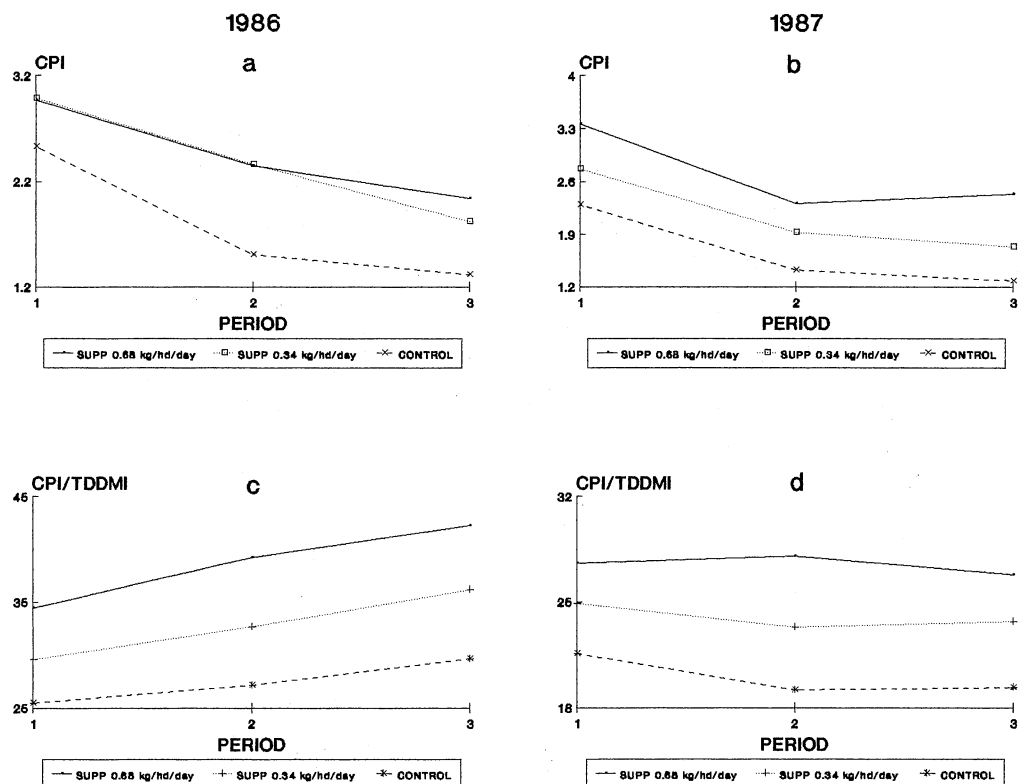 1986
1987
CPI
a
3.2
2.2
1.2
1
2
3
PERIOD
SUPP 0.68 kg/hd/day SUPP 0.34 kg/hd/day CONTROL
CPI
b
4
3.3
2.6
1.9
1.2
1
2
3
PERIOD
SUPP 0.68 kg/hd/day SUPP 0.34 kg/hd/day CONTROL
CPI/TDDMI
c
45
35
25
1
2
3
PERIOD
SUPP 0.68 kg/hd/day SUPP 0.34 kg/hd/day CONTROL
CPI/TDDMI
d
32
25
18
1
2
3
PERIOD
SUPP 0.68 kg/hd/day SUPP 0.34 kg/hd/day CONTROL